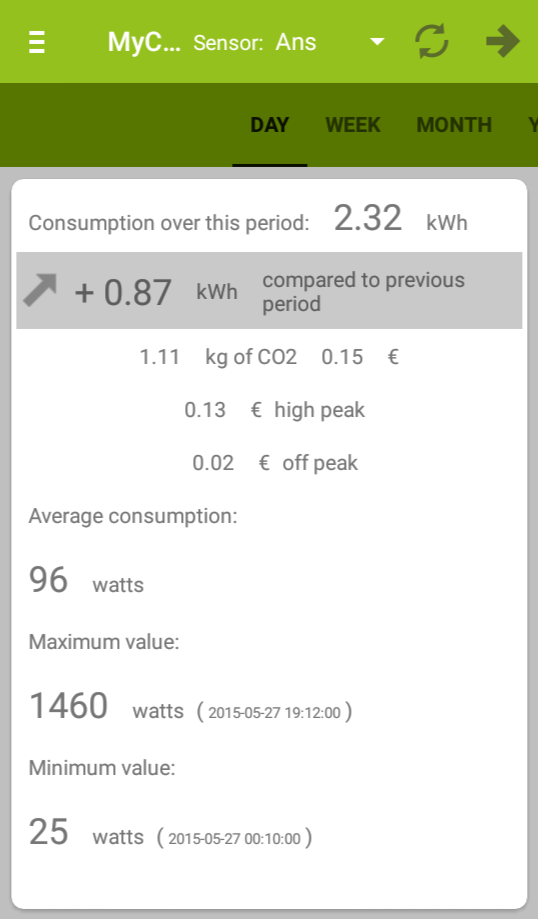 MyC... Sensor: Ans
DAY WEEK MONTH Y
Consumption over this period: 2.32 kWh
+ 0.87 kWh compared to previous
period
1.11 kg of CO2 0.15 €
0.13 € high peak
0.02 € off peak
Average consumption:
96 watts
Maximum value:
1460 watts ( 2015-05-27 19:12:00 )
Minimum value:
25 watts ( 2015-05-27 00:10:00 )